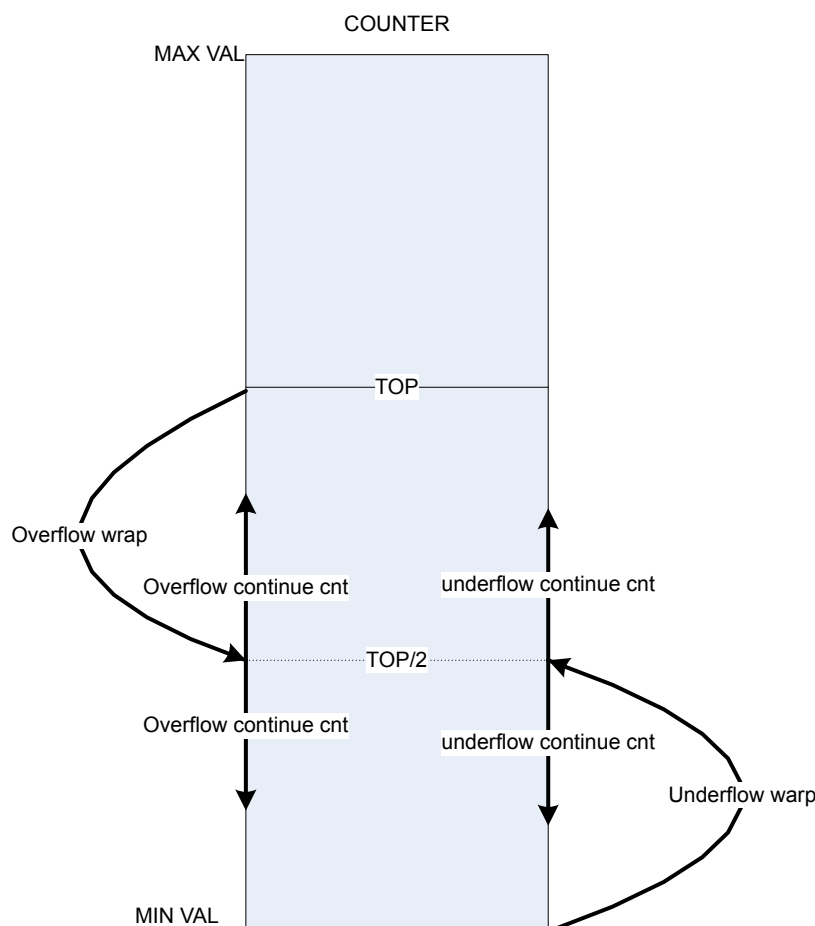 COUNTER
MAX VAL
TOP
Overflow wrap
Overflow continue cnt
underflow continue cnt
TOP/2
Overflow continue cnt
underflow continue cnt
Underflow warp
MIN VAL